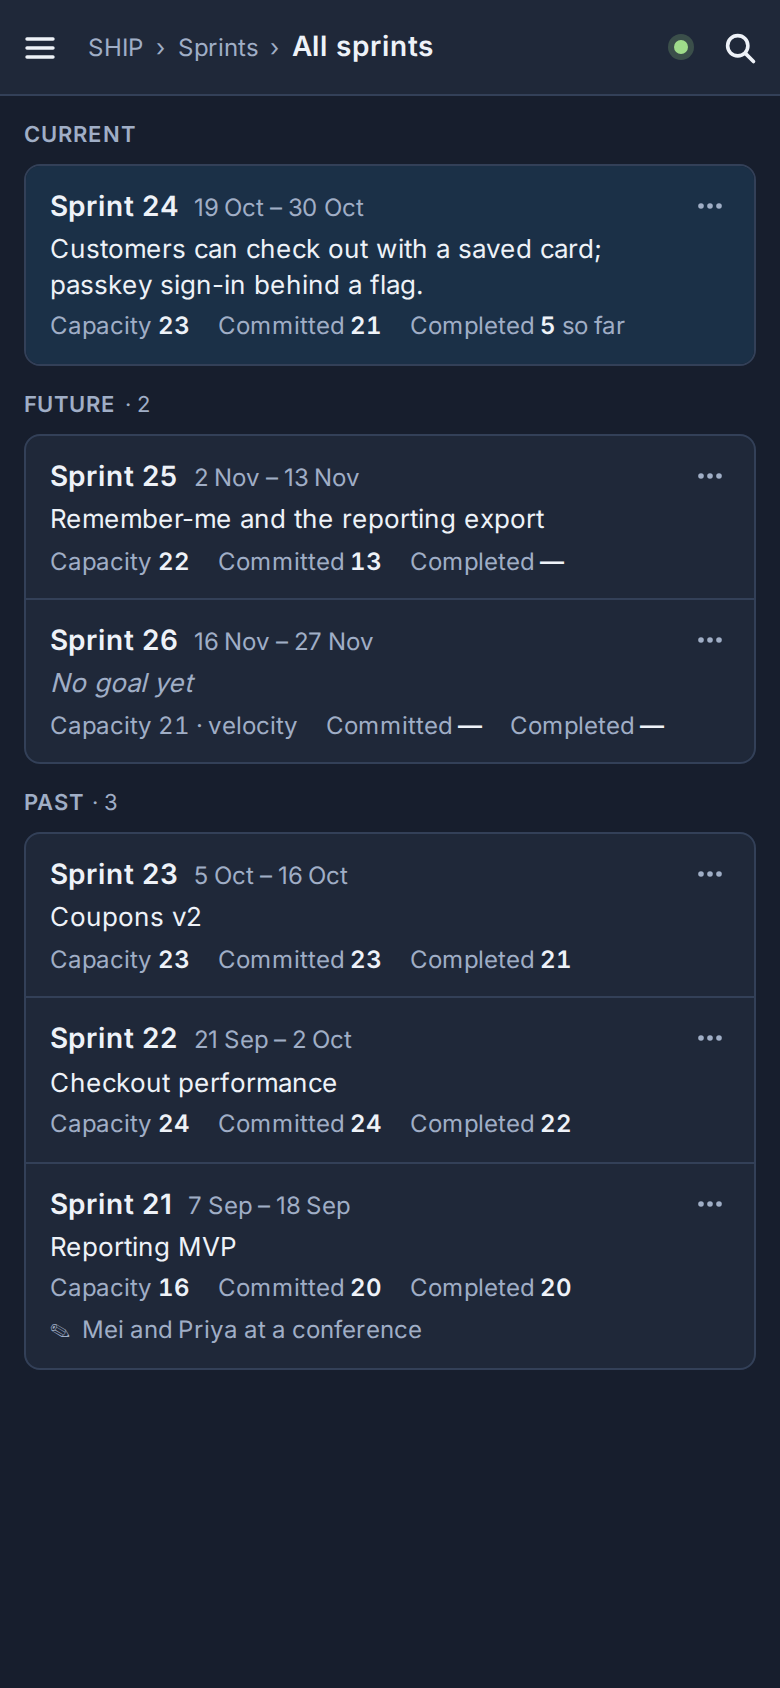 SHIP › Sprints › All sprints
CURRENT
Sprint 24 19 Oct – 30 Oct
Customers can check out with a saved card;
passkey sign-in behind a flag.
Capacity 23 Committed 21 Completed 5 so far
FUTURE · 2
Sprint 25 2 Nov – 13 Nov
Remember-me and the reporting export
Capacity 22 Committed 13 Completed —
Sprint 26 16 Nov – 27 Nov
No goal yet
Capacity 21 · velocity Committed — Completed —
PAST · 3
Sprint 23 5 Oct – 16 Oct
Coupons v2
Capacity 23 Committed 23 Completed 21
Sprint 22 21 Sep – 2 Oct
Checkout performance
Capacity 24 Committed 24 Completed 22
Sprint 21 7 Sep – 18 Sep
Reporting MVP
Capacity 16 Committed 20 Completed 20
✎ Mei and Priya at a conference